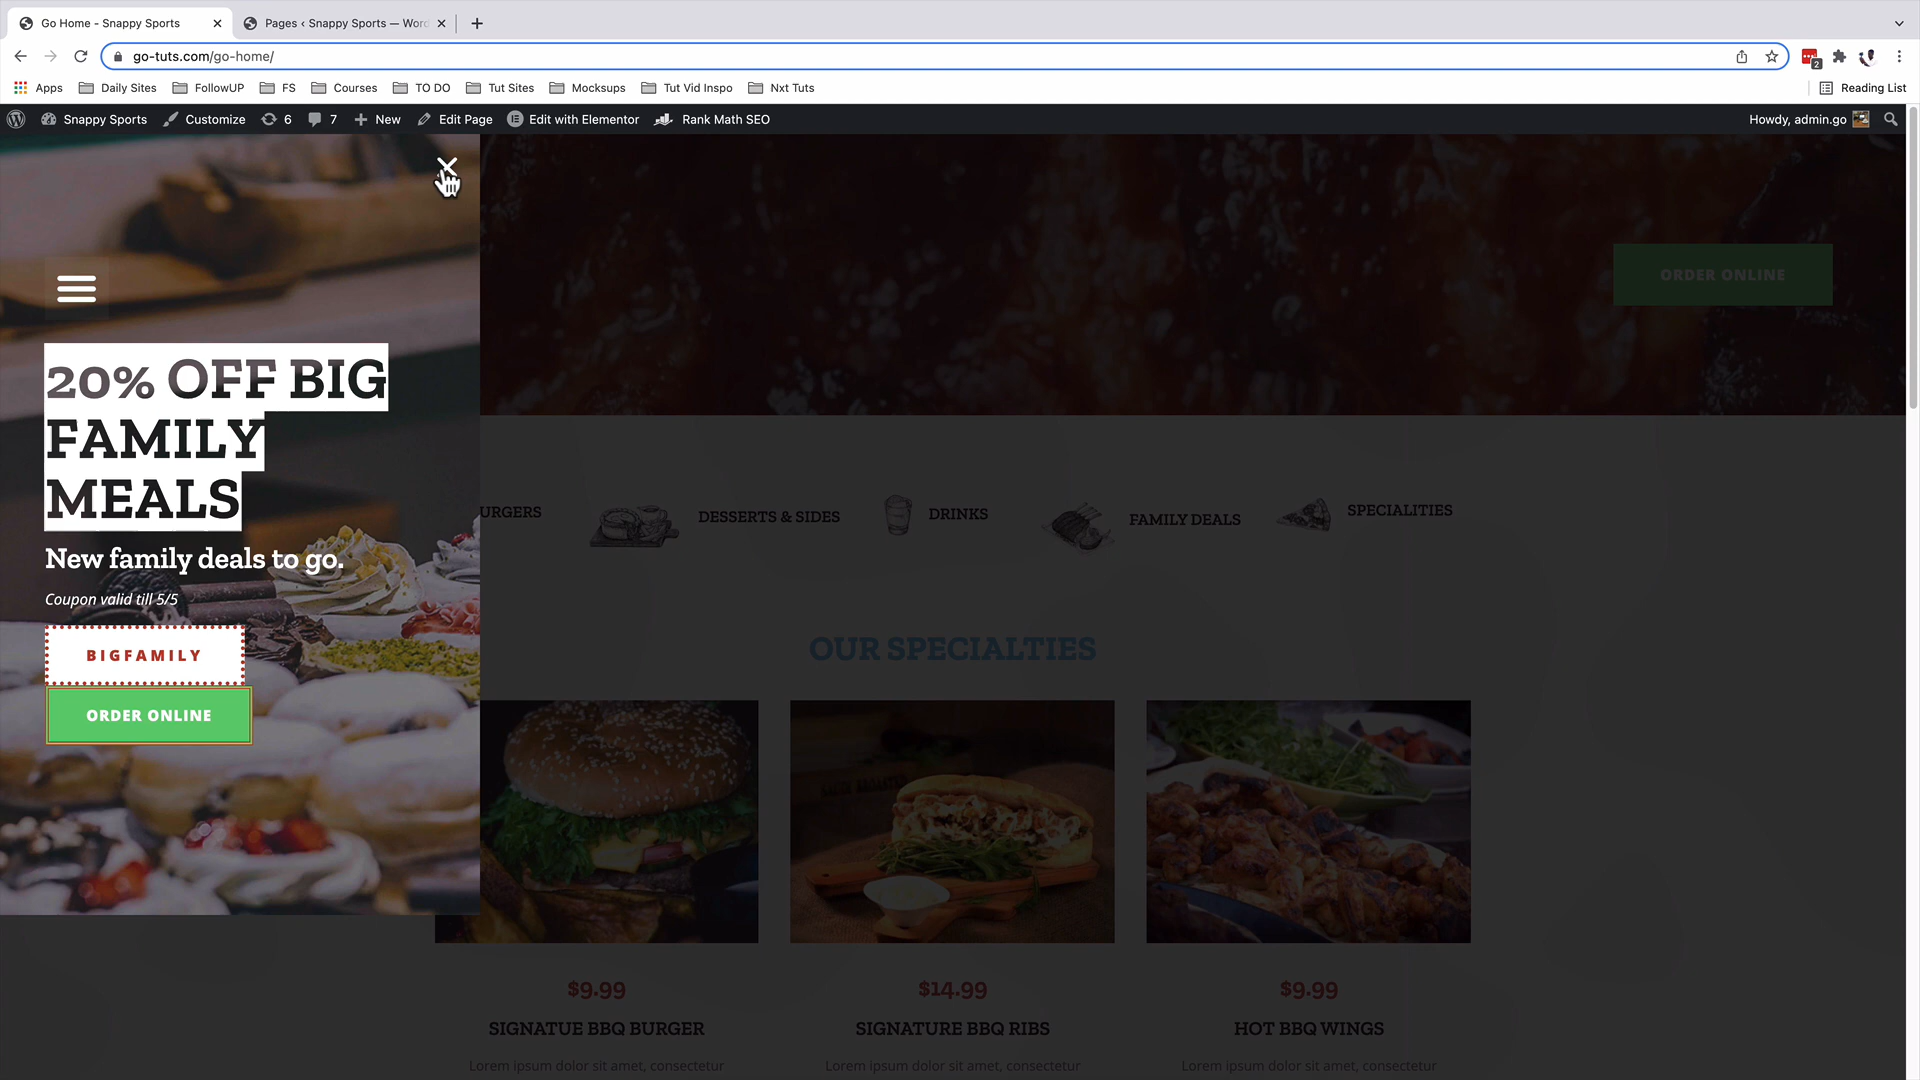 Go Home - Snappy Sports
Pages ‹ Snappy Sports — Word
go-tuts.com/go-home/
2
Apps
Daily Sites
FollowUP
FS
Courses
TO DO
Tut Sites
Mocksups
Tut Vid Inspo
Nxt Tuts
Reading List
Snappy Sports
Customize
6
7
New
Edit Page
Edit with Elementor
Rank Math SEO
Howdy, admin.go
ORDER ONLINE
20% OFF BIG
FAMILY
MEALS
New family deals to go.
Coupon valid till 5/5
BIGFAMILY
ORDER ONLINE
URGERS
DESSERTS & SIDES
DRINKS
FAMILY DEALS
SPECIALITIES
OUR SPECIALTIES
$9.99
$14.99
$9.99
SIGNATUE BBQ BURGER
SIGNATURE BBQ RIBS
HOT BBQ WINGS
Lorem ipsum dolor sit amet, consectetur
Lorem ipsum dolor sit amet, consectetur
Lorem ipsum dolor sit amet, consectetur